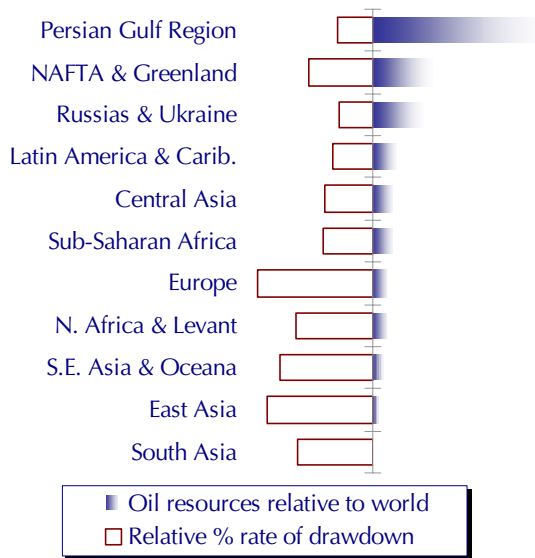 Persian Gulf Region
NAFTA & Greenland
Russias & Ukraine
Latin America & Carib.
Central Asia
Sub-Saharan Africa
Europe
N. Africa & Levant
S.E. Asia & Oceana
East Asia
South Asia
Oil resources relative to world
Relative % rate of drawdown